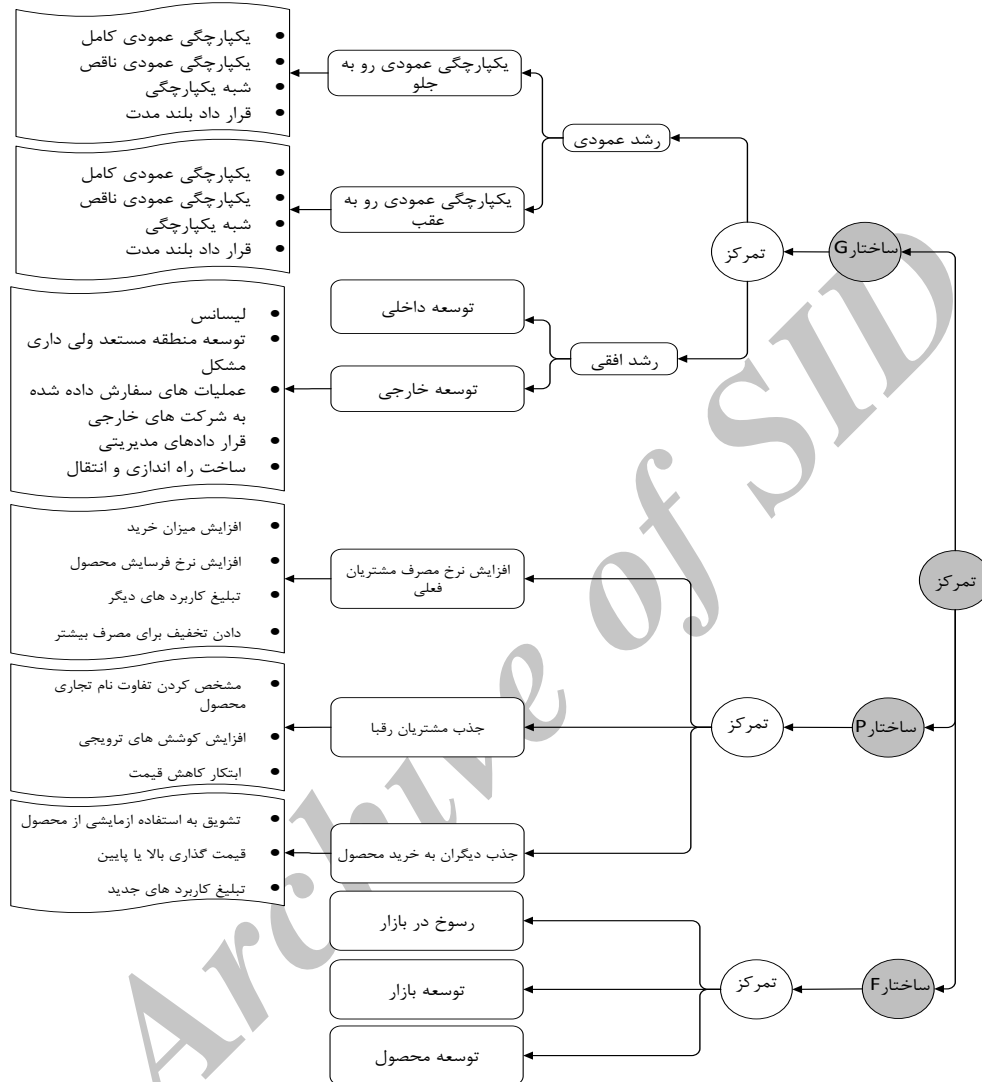 تمرکز
ساختارG
تمرکز
رشد عمودی
یکپارچگی عمودی رو به
جلو
یکپارچگی عمودی کامل
یکپارچگی عمودی ناقص
شبه یکپارچگی
قرار داد بلند مدت
یکپارچگی عمودی رو به
عقب
یکپارچگی عمودی کامل
یکپارچگی عمودی ناقص
شبه یکپارچگی
قرار داد بلند مدت
رشد افقی
توسعه داخلی
توسعه خارجی
لیسانس
توسعه منطقه مستعد ولی داری
مشکل
عملیات های سفارش داده شده
به شرکت های خارجی
قرار دادهای مدیریتی
ساخت راه اندازی و انتقال
ساختارP
تمرکز
افزایش نرخ مصرف مشتریان
فعلی
افزایش میزان خرید
افزایش نرخ فرسایش محصول
تبلیغ کاربرد های دیگر
دادن تخفیف برای مصرف بیشتر
جذب مشتریان رقبا
مشخص کردن تفاوت نام تجاری
محصول
افزایش کوشش های ترویجی
ابتکار کاهش قیمت
جذب دیگران به خرید محصول
تشویق به استفاده ازمایشی از محصول
قیمت گذاری بالا یا پایین
تبلیغ کاربرد های جدید
ساختارF
تمرکز
رسوخ در بازار
توسعه بازار
توسعه محصول
Archive of SID